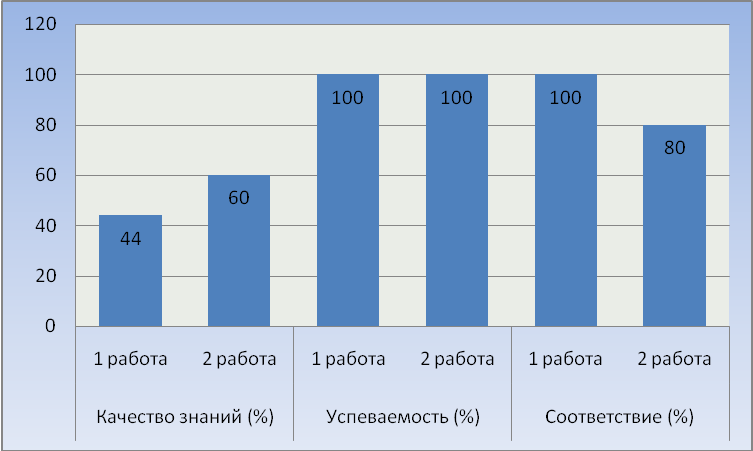 120
100
80
60
40
20
0
44
60
100
100
100
80
1 работа
2 работа
1 работа
2 работа
1 работа
2 работа
Качество знаний (%)
Успеваемость (%)
Соответствие (%)